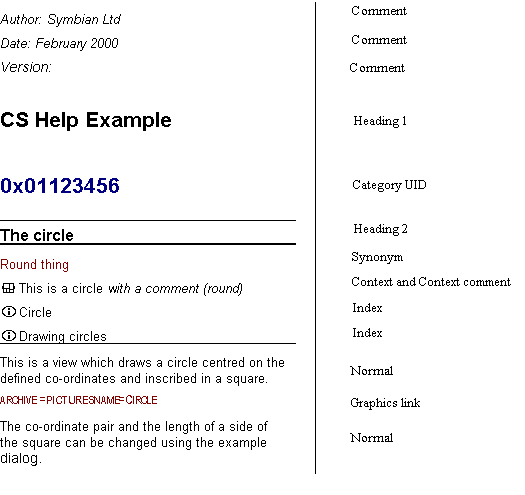 Author: Symbian Ltd
Comment
Date: February 2000
Comment
Version:
Comment
CS Help Example
Heading 1
0x01123456
Category UID
The circle
Heading 2
Round thing
Synonym
This is a circle with a comment (round)
Context and Context comment
Circle
Index
Drawing circles
Index
This is a view which draws a circle centred on the
defined co-ordinates and inscribed in a square.
Normal
ARCHIVE=PICTURESNAME=CIRCLE
Graphics link
The co-ordinate pair and the length of a side of
the square can be changed using the example
dialog.
Normal